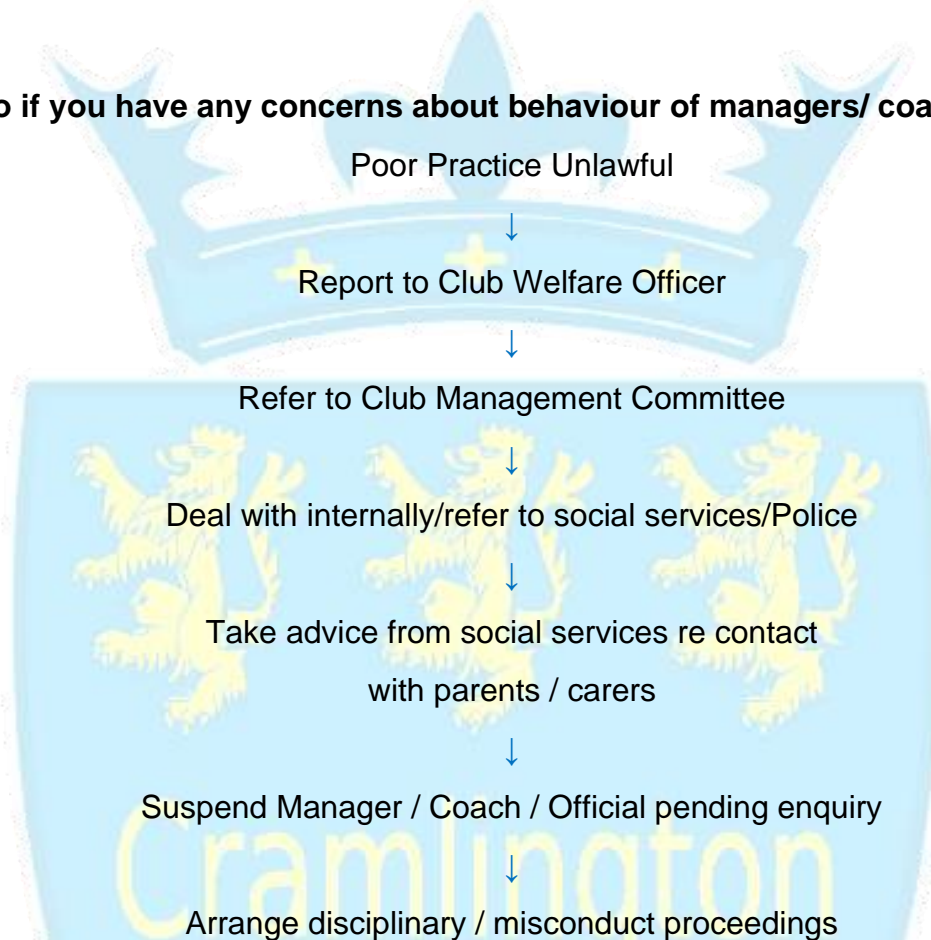 o if you have any concerns about behaviour of managers/ coa
Poor Practice Unlawful
↓
Report to Club Welfare Officer
↓
Refer to Club Management Committee
↓
Deal with internally/refer to social services/Police
↓
Take advice from social services re contact
with parents / carers
↓
Suspend Manager / Coach / Official pending enquiry
Cramlington
↓
Arrange disciplinary / misconduct proceedings